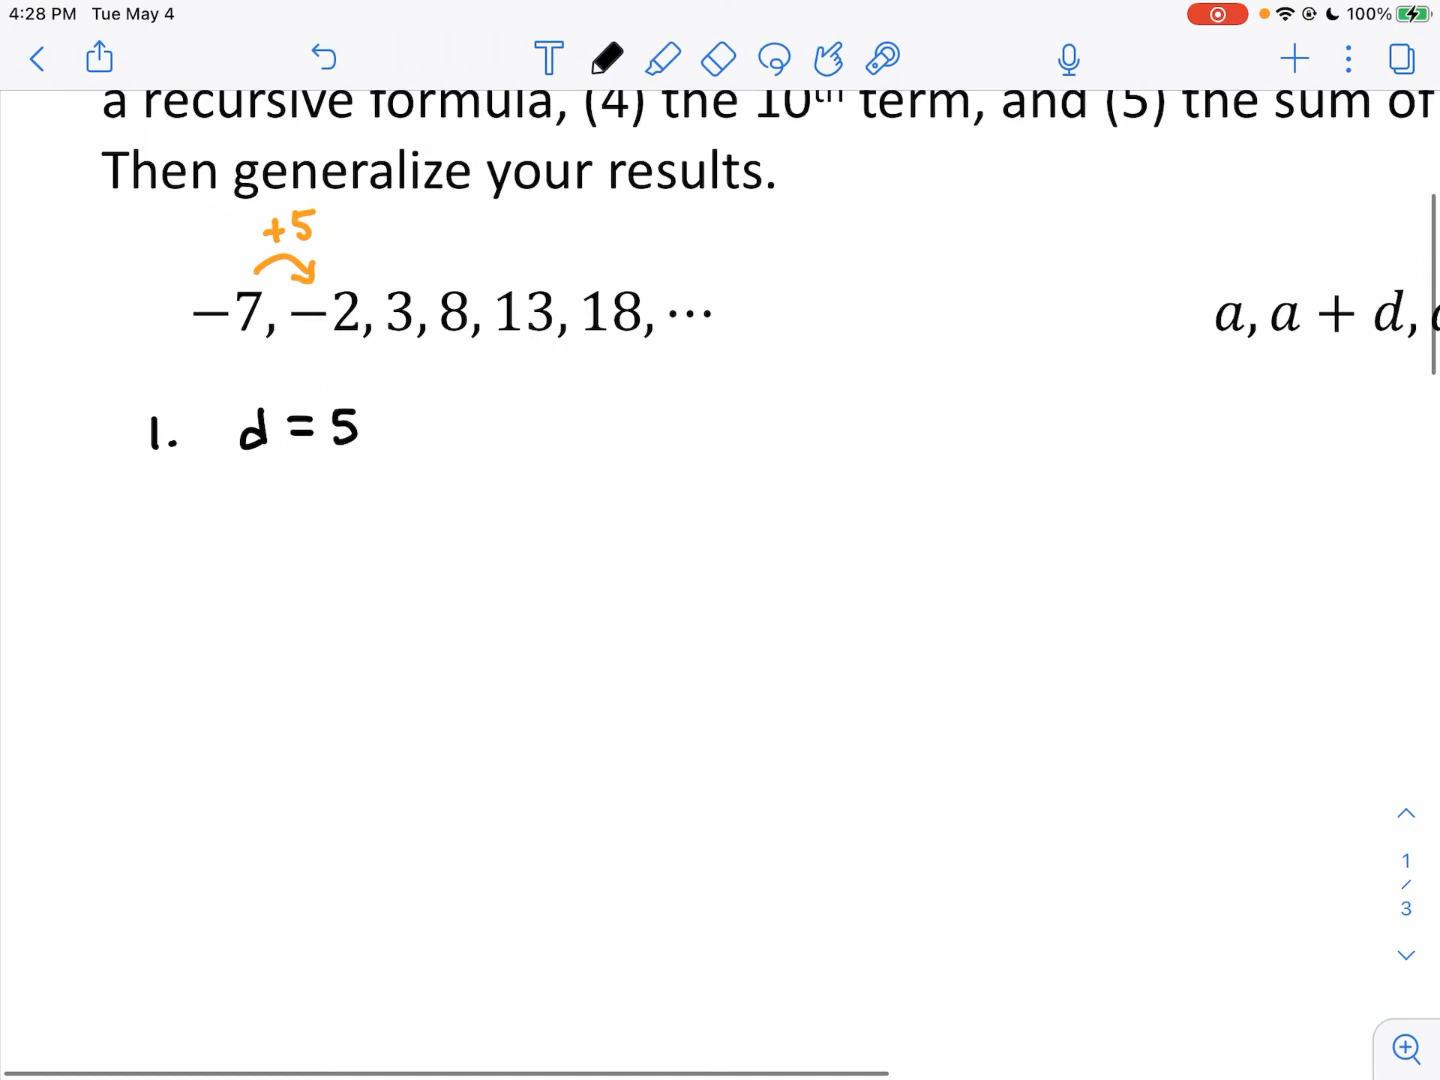 4:28 PM Tue May 4 100%
a recursive formula, (4) the 10th term, and (5) the sum of
Then generalize your results.
+5
−7, −2, 3, 8, 13, 18, ⋯ a, a + d,
1. d = 5
1
/
3